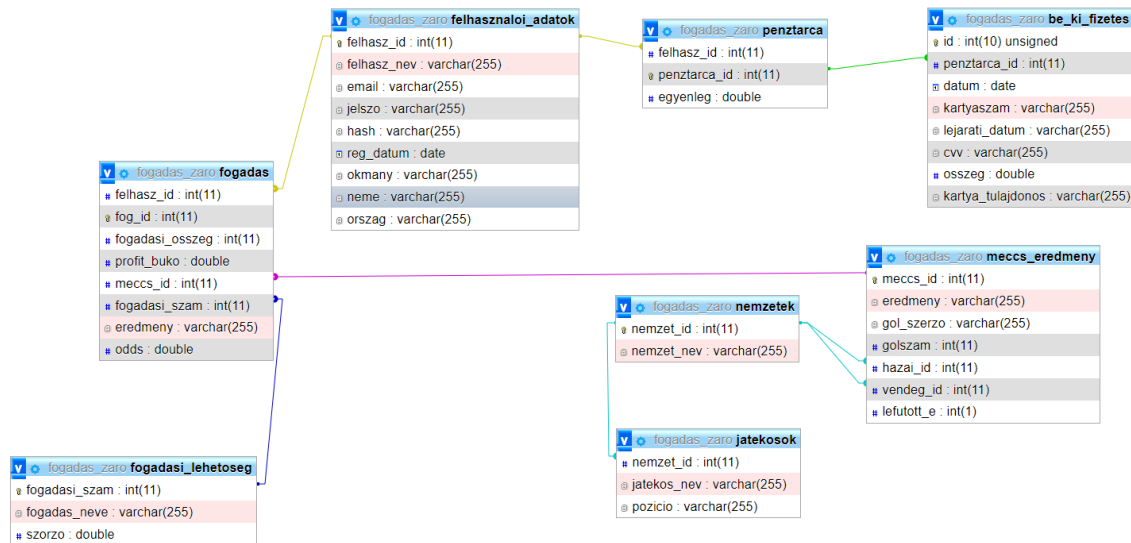 fogadas_zaro felhasznaloi_adatok
felhasz_id : int(11)
felhasz_nev : varchar(255)
email : varchar(255)
jelszo : varchar(255)
hash : varchar(255)
reg_datum : date
okmany : varchar(255)
neme : varchar(255)
orszag : varchar(255)
fogadas_zaro penztarca
felhasz_id : int(11)
penztarca_id : int(11)
egyenleg : double
fogadas_zaro be_ki_fizetes
id : int(10) unsigned
penztarca_id : int(11)
datum : date
kartyaszam : varchar(255)
lejarati_datum : varchar(255)
cvv : varchar(255)
osszeg : double
kartya_tulajdonos : varchar(255)
fogadas_zaro fogadas
felhasz_id : int(11)
fog_id : int(11)
fogadasi_osszeg : int(11)
profit_buko : double
meccs_id : int(11)
fogadasi_szam : int(11)
eredmeny : varchar(255)
odds : double
fogadas_zaro meccs_eredmeny
meccs_id : int(11)
eredmeny : varchar(255)
gol_szerzo : varchar(255)
golszam : int(11)
hazai_id : int(11)
vendeg_id : int(11)
lefutott_e : int(1)
fogadas_zaro nemzetek
nemzet_id : int(11)
nemzet_nev : varchar(255)
fogadas_zaro jatekosok
nemzet_id : int(11)
jatekos_nev : varchar(255)
pozicio : varchar(255)
fogadas_zaro fogadasi_lehetoseg
fogadasi_szam : int(11)
fogadas_neve : varchar(255)
szorzo : double